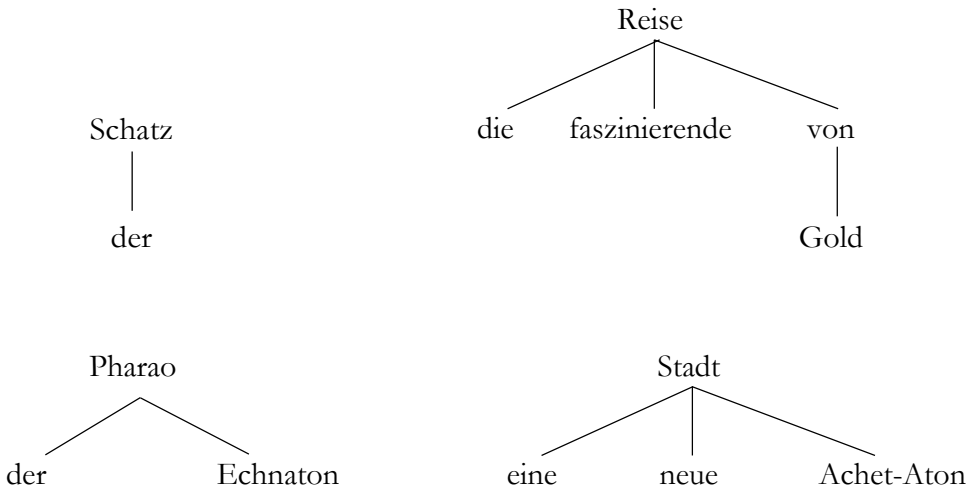 Reise
Schatz die faszinierende von
der Gold
Pharao Stadt
der Echnaton eine neue Achet-Aton